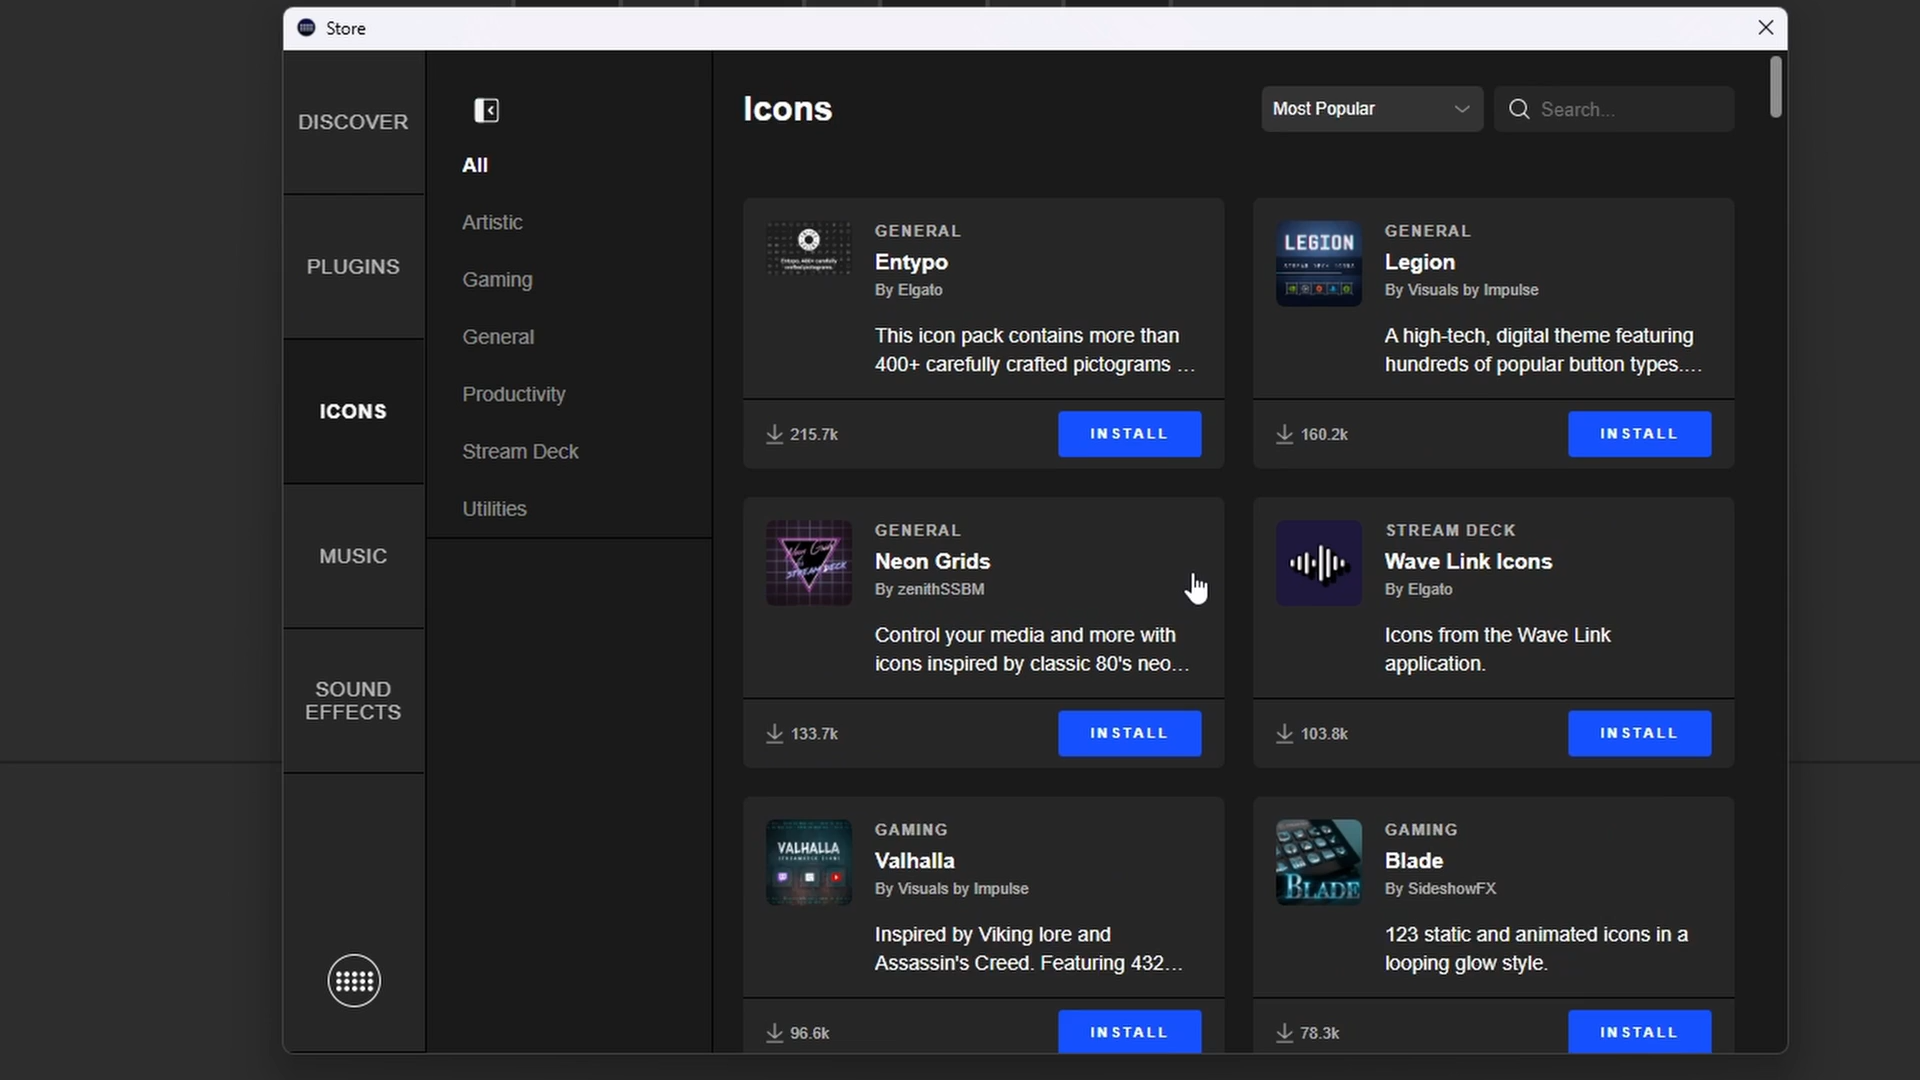 Store
DISCOVER
PLUGINS
ICONS
MUSIC
SOUND
EFFECTS
All
Artistic
Gaming
General
Productivity
Stream Deck
Utilities
Icons
Most Popular
Search...
GENERAL
Entypo
By Elgato
This icon pack contains more than
400+ carefully crafted pictograms ...
215.7k
INSTALL
LEGION
GENERAL
Legion
By Visuals by Impulse
A high-tech, digital theme featuring
hundreds of popular button types....
160.2k
INSTALL
Neon Grids
STREAM DECK
GENERAL
Neon Grids
By zenithSSBM
Control your media and more with
icons inspired by classic 80's neo...
133.7k
INSTALL
STREAM DECK
Wave Link Icons
By Elgato
Icons from the Wave Link
application.
103.8k
INSTALL
VALHALLA
GAMING
Valhalla
By Visuals by Impulse
Inspired by Viking lore and
Assassin's Creed. Featuring 432...
96.6k
INSTALL
BLADE
GAMING
Blade
By SideshowFX
123 static and animated icons in a
looping glow style.
78.3k
INSTALL